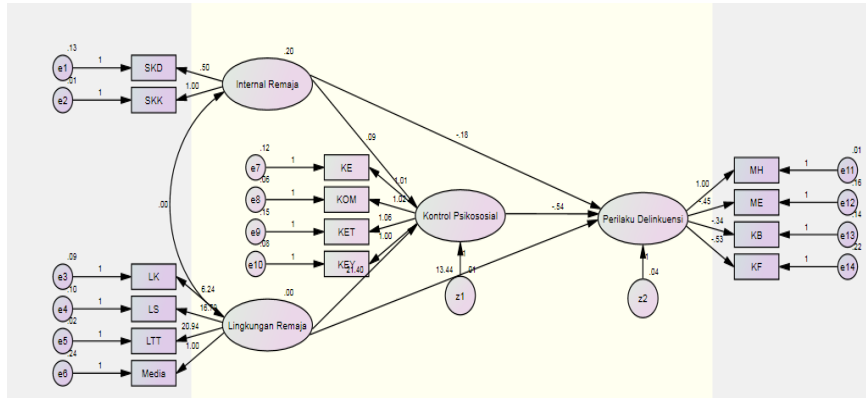 .13
e1
1
SKD
.50
.20
Internal Remaja
.01
e2
1
SKK
1.00
-.18
.09
.12
e7
1
KE
1.01
.06
e8
1
KOM
1.02
.15
e9
1
KET
1.06
.08
e10
1
KEY
1.00
Kontrol Psikososial
-.54
Perilaku Delinkuensi
1.00
MH
1
.01
e11
-.45
ME
1
.16
e12
-.34
KB
1
.14
e13
-.53
KF
1
.22
e14
.00
21.40
13.44
1
.01
z1
1
.04
z2
.09
e3
1
LK
6.24
.10
e4
1
LS
.00
Lingkungan Remaja
.02
e5
1
LTT
20.94
.24
e6
1
Media
1.00